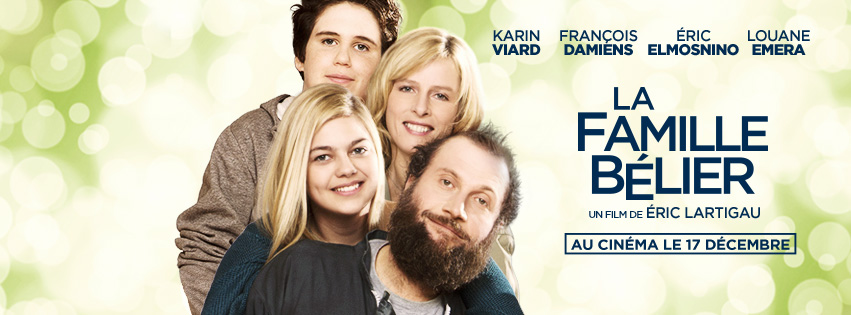 KARIN VIARD
FRANÇOIS DAMIENS
ÉRIC ELMOSNINO
LOUANE EMERA
LA
FAMILLE
BÉLIER
UN FILM DE ÉRIC LARTIGAU
AU CINÉMA LE 17 DÉCEMBRE